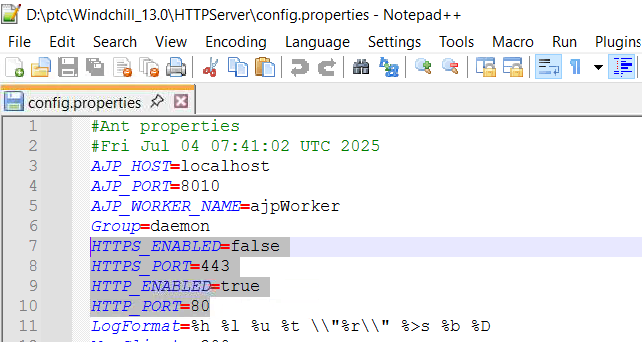 D:\ptc\Windchill_13.0\HTTPServer\config.properties - Notepad++
File Edit Search View Encoding Language Settings Tools Macro Run Plugins
config.properties
1 #Ant properties
2 #Fri Jul 04 07:41:02 UTC 2025
3 AJP_HOST=localhost
4 AJP_PORT=8010
5 AJP_WORKER_NAME=ajpWorker
6 Group=daemon
7 HTTPS_ENABLED=false
8 HTTPS_PORT=443
9 HTTP_ENABLED=true
10 HTTP_PORT=80
11 LogFormat=%h %l %u %t \\"%r\\" %>s %b %D